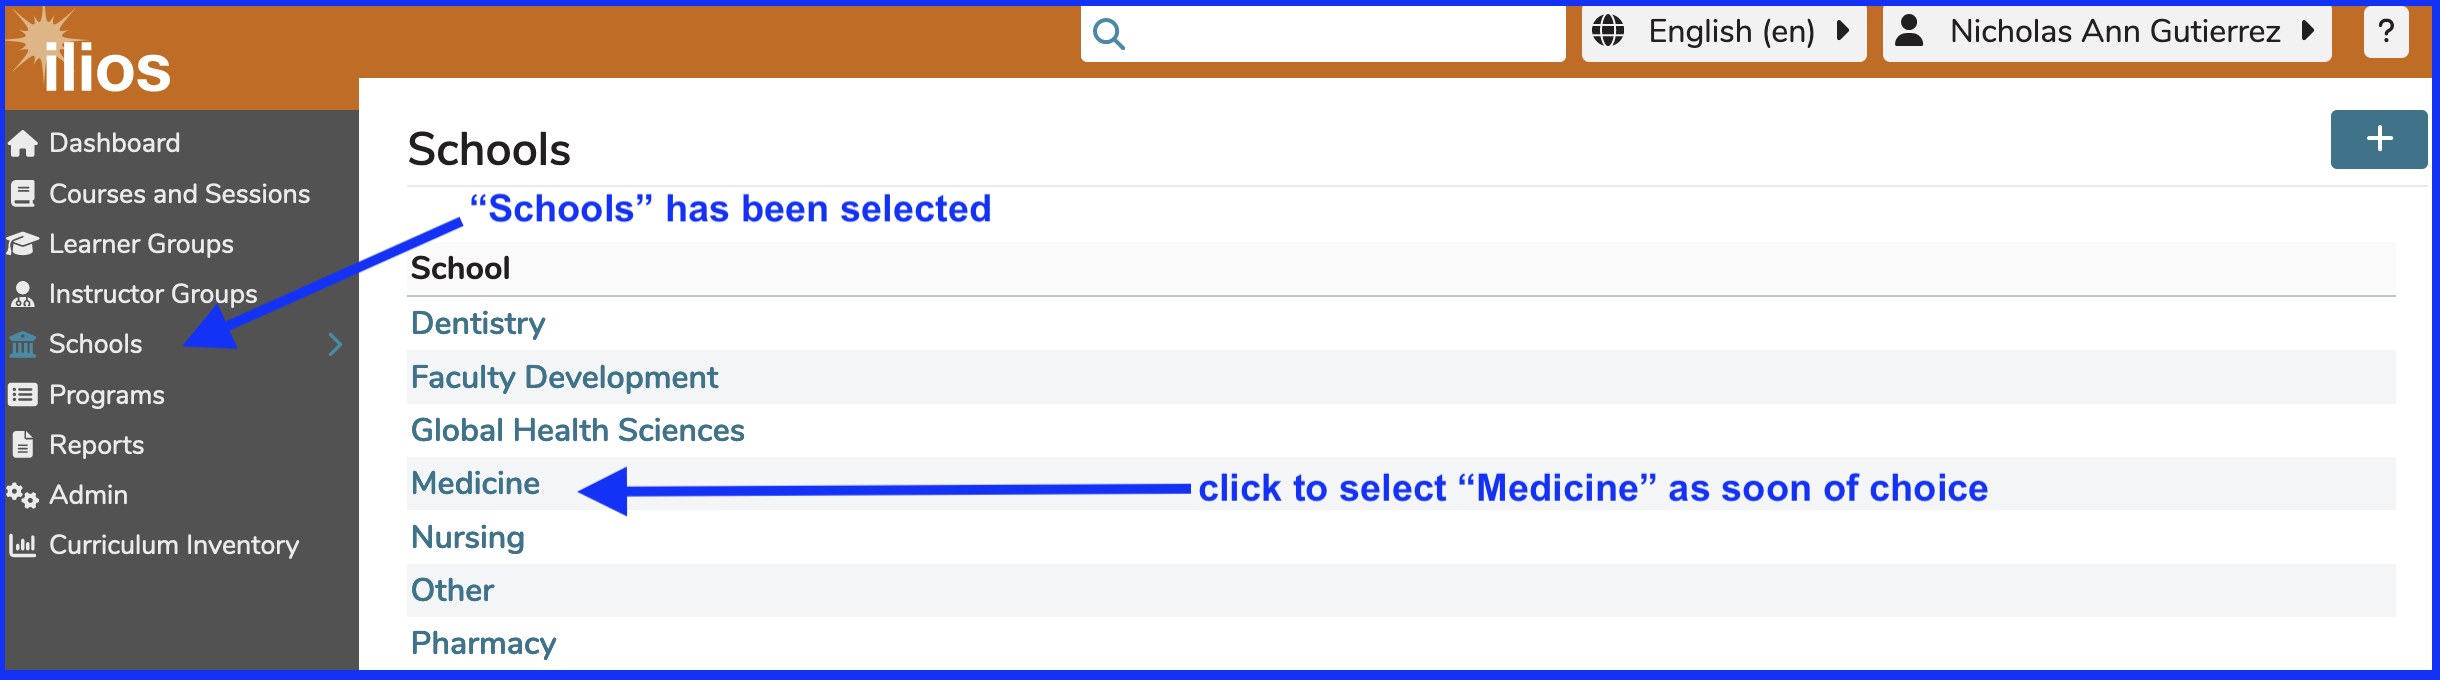 ilios
English (en)
Nicholas Ann Gutierrez
?
Dashboard
Courses and Sessions
Learner Groups
Instructor Groups
Schools
Programs
Reports
Admin
Curriculum Inventory
Schools
+
“Schools” has been selected
School
Dentistry
Faculty Development
Global Health Sciences
Medicine
click to select “Medicine” as soon of choice
Nursing
Other
Pharmacy